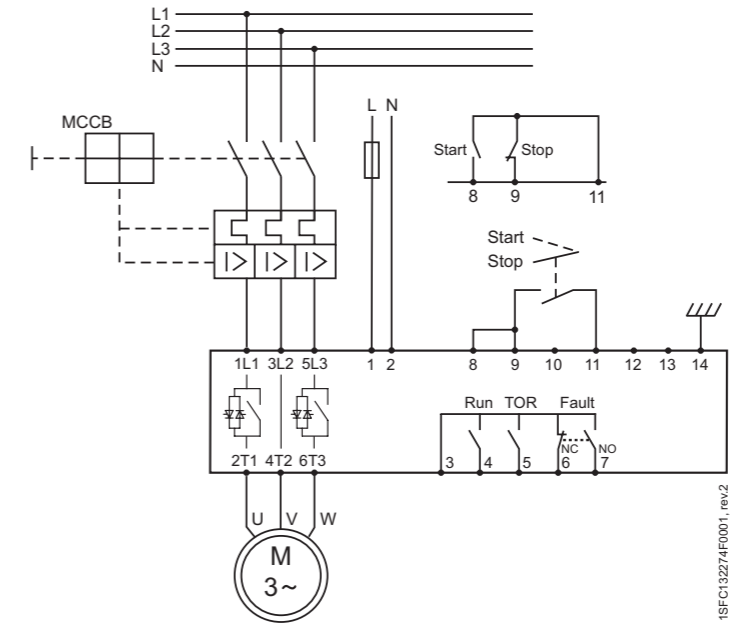 L1
L2
L3
N
MCCB
L N
Start Stop
8 9 11
Start
Stop
I> I> I>
1L1 3L2 5L3 1 2 8 9 10 11 12 13 14
Run TOR Fault
NC NO
2T1 4T2 6T3 3 4 5 6 7
U V W
M
3~
1SFC132274F0001, rev.2